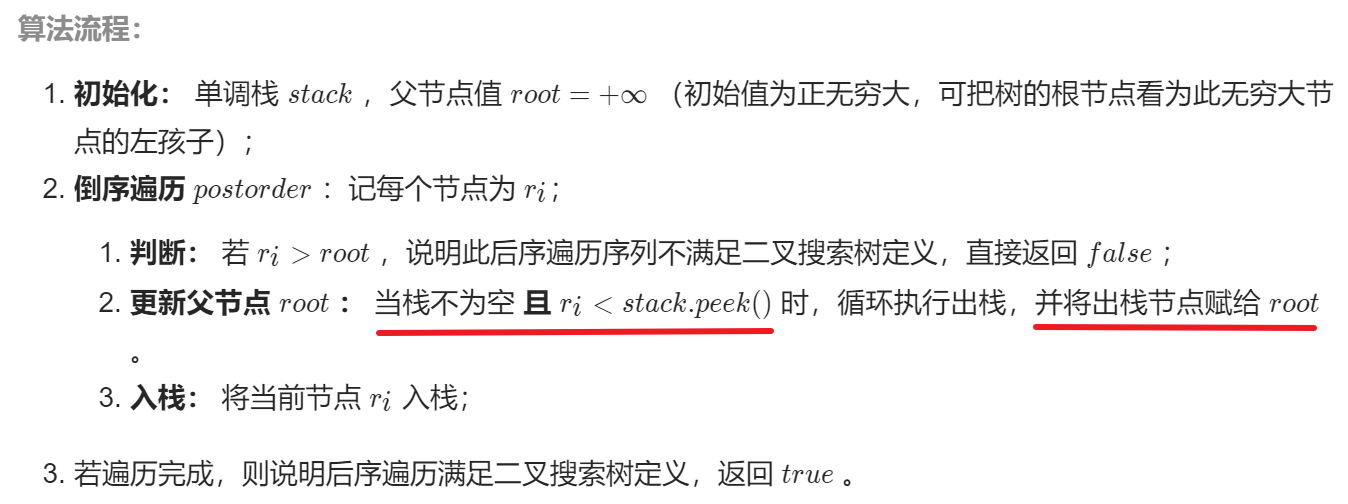 算法流程：
1. 初始化： 单调栈 stack ，父节点值 root = +∞ （初始值为正无穷大，可把树的根节点看为此无穷大节
点的左孩子）；
2. 倒序遍历 postorder ：记每个节点为 rᵢ；
1. 判断： 若 rᵢ > root ，说明此后序遍历序列不满足二叉搜索树定义，直接返回 false ；
2. 更新父节点 root ： 当栈不为空 且 rᵢ < stack.peek() 时，循环执行出栈，并将出栈节点赋给 root
。
3. 入栈： 将当前节点 rᵢ 入栈；
3. 若遍历完成，则说明后序遍历满足二叉搜索树定义，返回 true 。